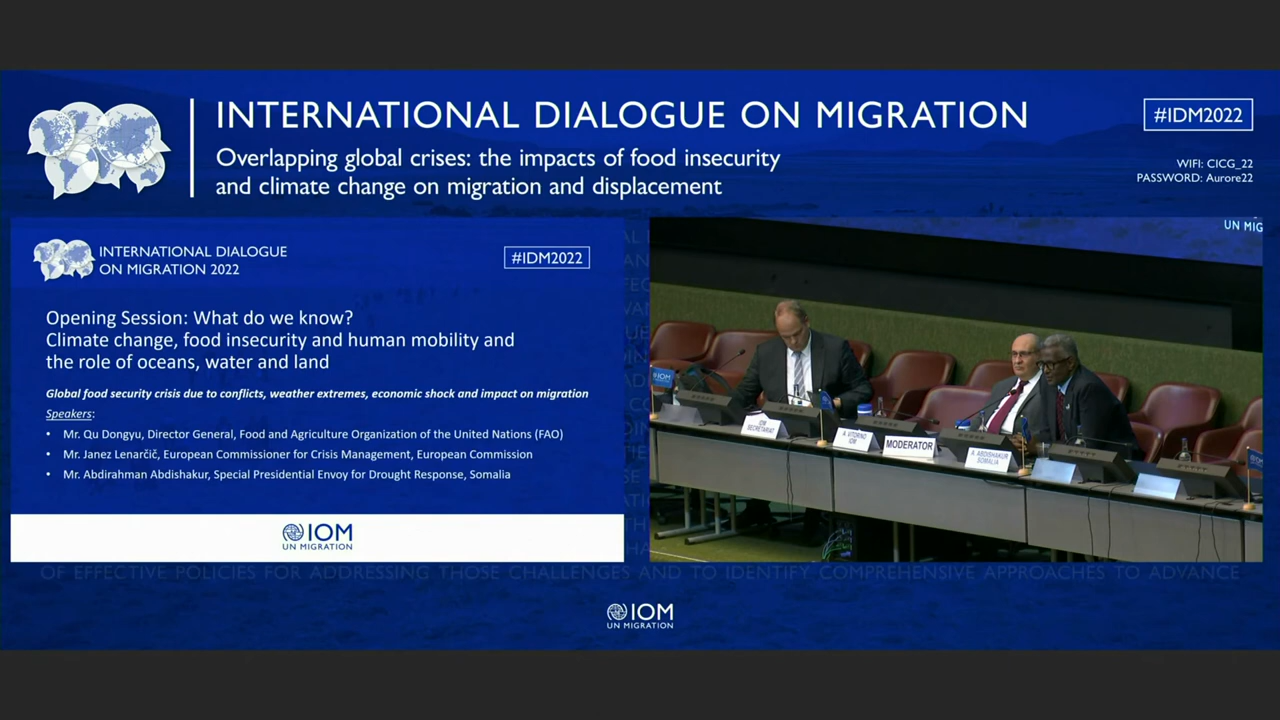 INTERNATIONAL DIALOGUE ON MIGRATION
Overlapping global crises: the impacts of food insecurity
and climate change on migration and displacement
#IDM2022
WIFI: CICG_22
PASSWORD: Aurore22
INTERNATIONAL DIALOGUE
ON MIGRATION 2022
#IDM2022
Opening Session: What do we know?
Climate change, food insecurity and human mobility and
the role of oceans, water and land
Global food security crisis due to conflicts, weather extremes, economic shock and impact on migration
Speakers:
• Mr. Qu Dongyu, Director General, Food and Agriculture Organization of the United Nations (FAO)
• Mr. Janez Lenarčič, European Commissioner for Crisis Management, European Commission
• Mr. Abdirahman Abdishakur, Special Presidential Envoy for Drought Response, Somalia
IOM
UN MIGRATION
UN MIG
IOM
IDM
SECRETARIAT
A. VITORINO
IOM
MODERATOR
A. ABDISHAKUR
SOMALIA
OF EFFECTIVE POLICIES FOR ADDRESSING THOSE CHALLENGES AND TO IDENTIFY COMPREHENSIVE APPROACHES TO ADVANCE
IOM
UN MIGRATION